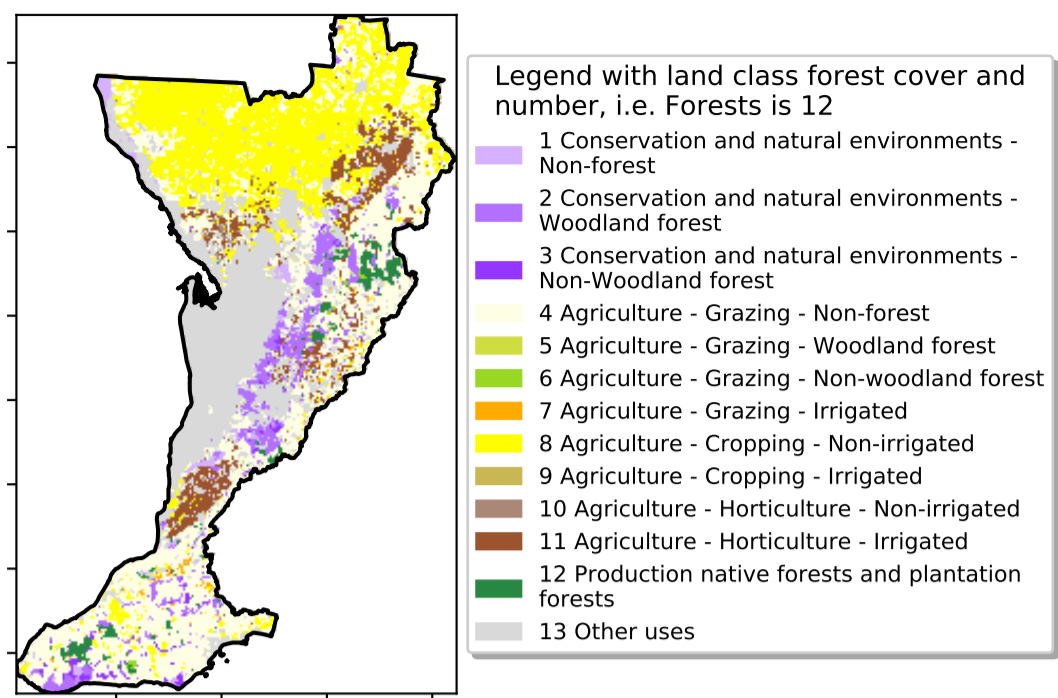 Legend with land class forest cover and
number, i.e. Forests is 12
1 Conservation and natural environments -
Non-forest
2 Conservation and natural environments -
Woodland forest
3 Conservation and natural environments -
Non-Woodland forest
4 Agriculture - Grazing - Non-forest
5 Agriculture - Grazing - Woodland forest
6 Agriculture - Grazing - Non-woodland forest
7 Agriculture - Grazing - Irrigated
8 Agriculture - Cropping - Non-irrigated
9 Agriculture - Cropping - Irrigated
10 Agriculture - Horticulture - Non-irrigated
11 Agriculture - Horticulture - Irrigated
12 Production native forests and plantation
forests
13 Other uses